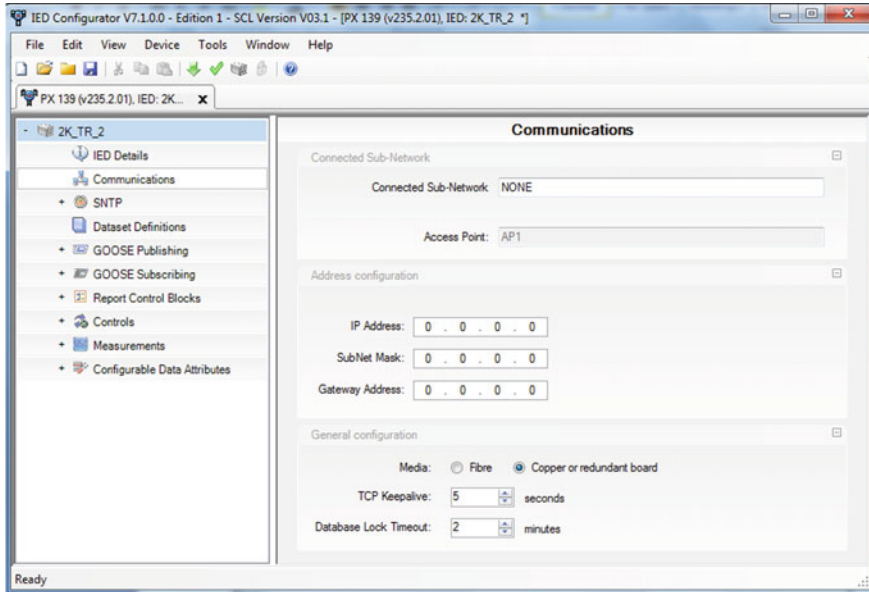 IED Configurator V7.1.0.0 - Edition 1 - SCL Version V03.1 - [PX 139 (v235.2.01), IED: 2K_TR_2 *]
File Edit View Device Tools Window Help
PX 139 (v235.2.01), IED: 2K... X
- 2K_TR_2
IED Details
Communications
+ SNTP
Dataset Definitions
+ GOOSE Publishing
+ GOOSE Subscribing
+ Report Control Blocks
+ Controls
+ Measurements
+ Configurable Data Attributes
Communications
Connected Sub-Network
Connected Sub-Network NONE
Access Point: AP1
Address configuration
IP Address: 0 . 0 . 0 . 0
SubNet Mask: 0 . 0 . 0 . 0
Gateway Address: 0 . 0 . 0 . 0
General configuration
Media: Fibre Copper or redundant board
TCP Keepalive: 5 seconds
Database Lock Timeout: 2 minutes
Ready